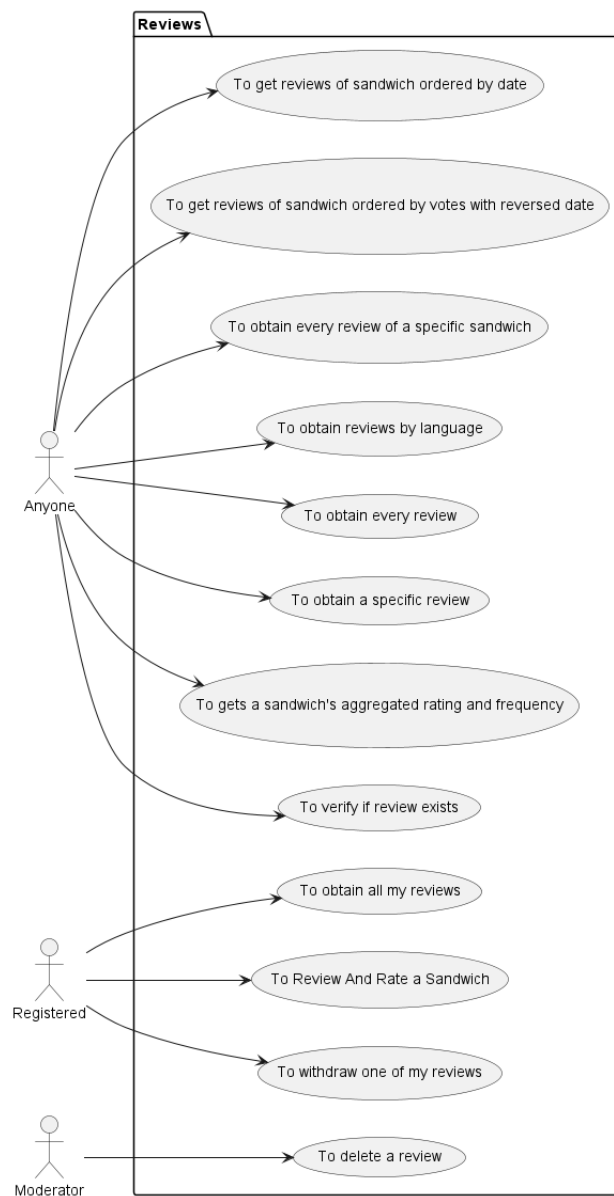 Reviews
To get reviews of sandwich ordered by date
To get reviews of sandwich ordered by votes with reversed date
To obtain every review of a specific sandwich
To obtain reviews by language
Anyone
To obtain every review
To obtain a specific review
To gets a sandwich's aggregated rating and frequency
To verify if review exists
To obtain all my reviews
To Review And Rate a Sandwich
Registered
To withdraw one of my reviews
To delete a review
Moderator